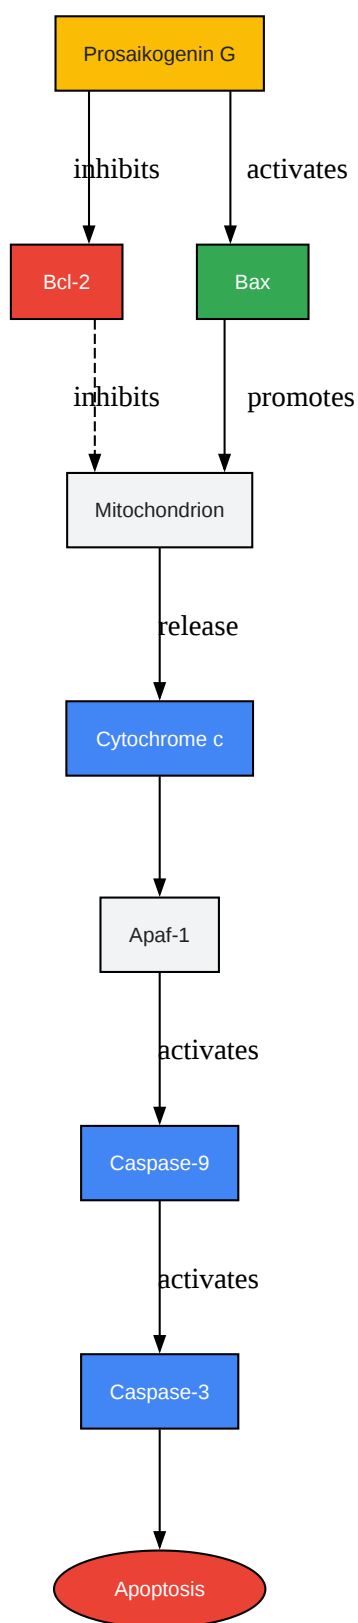 Prosaikogenin G
inhibits
activates
Bcl-2
Bax
inhibits
promotes
Mitochondrion
release
Cytochrome c
Apaf-1
activates
Caspase-9
activates
Caspase-3
Apoptosis